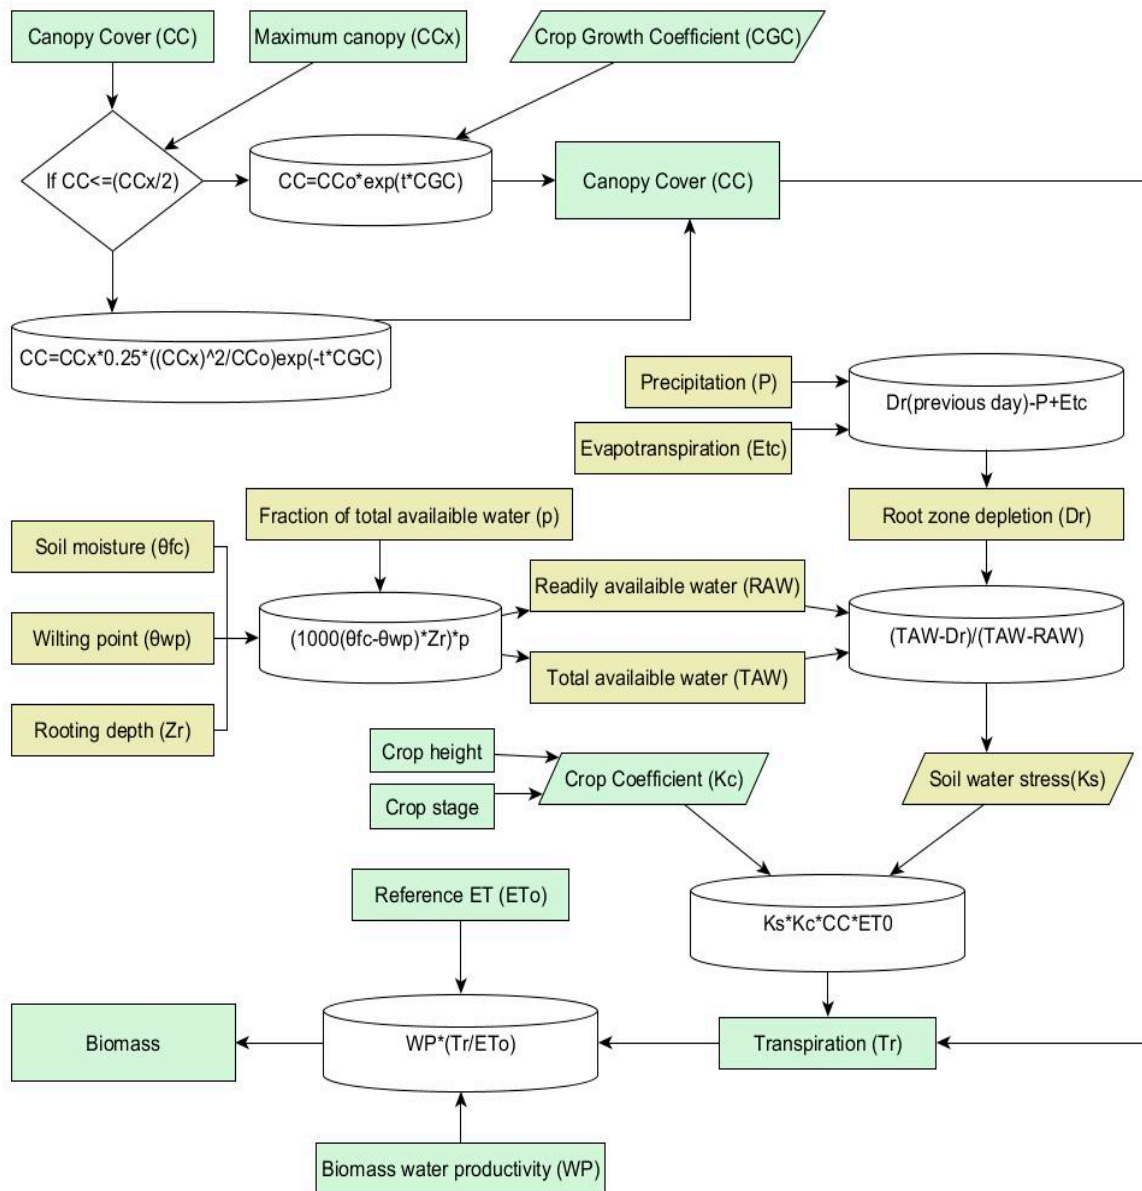 Canopy Cover (CC)
Maximum canopy (CCx)
Crop Growth Coefficient (CGC)
If CC<=(CCx/2)
CC=CCo*exp(t*CGC)
Canopy Cover (CC)
CC=CCx*0.25*((CCx)^2/CCo)exp(-t*CGC)
Precipitation (P)
Dr(previous day)-P+Etc
Evapotranspiration (Etc)
Fraction of total availaible water (p)
Root zone depletion (Dr)
Soil moisture (θfc)
Readily availaible water (RAW)
Wilting point (θwp)
(1000(θfc-θwp)*Zr)*p
(TAW-Dr)/(TAW-RAW)
Total availaible water (TAW)
Rooting depth (Zr)
Crop height
Crop Coefficient (Kc)
Soil water stress(Ks)
Crop stage
Reference ET (ETo)
Ks*Kc*CC*ET0
Biomass
WP*(Tr/ETo)
Transpiration (Tr)
Biomass water productivity (WP)